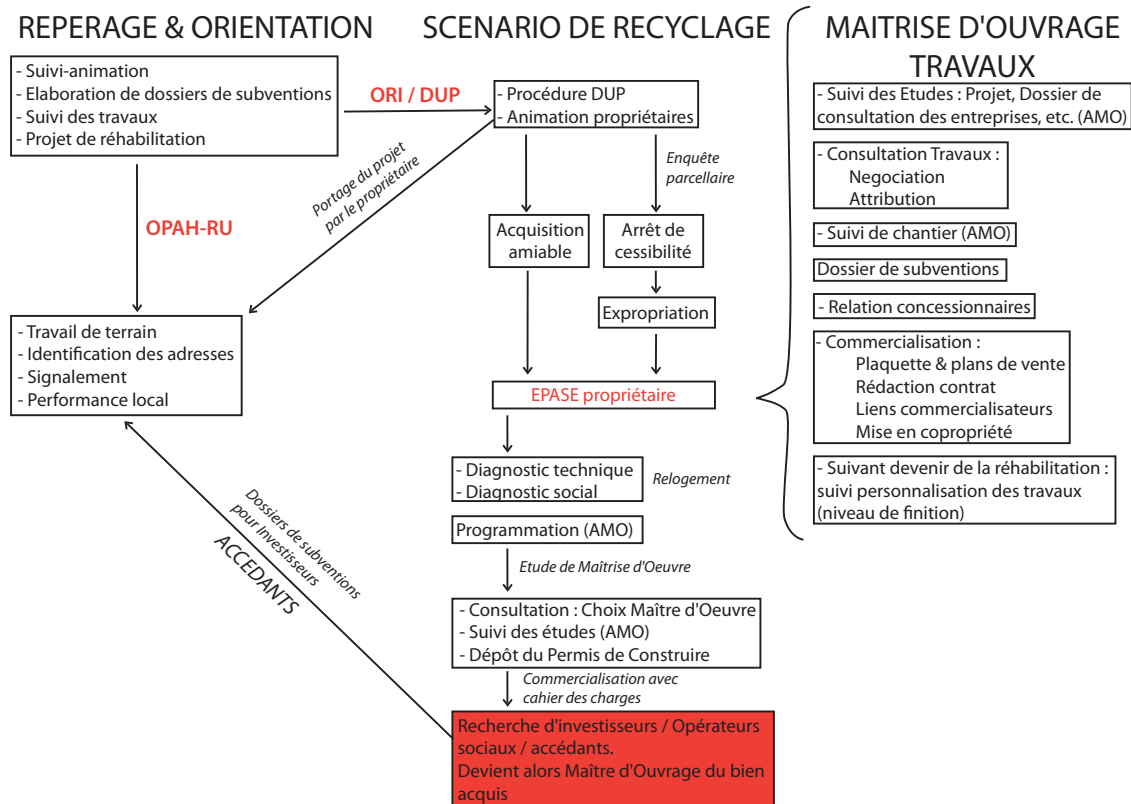 REPERAGE & ORIENTATION
- Suivi-animation
- Elaboration de dossiers de subventions
- Suivi des travaux
- Projet de réhabilitation
ORI / DUP
OPAH-RU
Portage du projet
par le propriétaire
- Travail de terrain
- Identification des adresses
- Signalement
- Performance local
Dossiers de subventions
pour Investisseurs
ACCEDANTS
SCENARIO DE RECYCLAGE
- Procédure DUP
- Animation propriétaires
Enquête
parcellaire
Acquisition
amiable
Arrêt de
cessibilité
Expropriation
EPASE propriétaire
- Diagnostic technique
- Diagnostic social
Relogement
Programmation (AMO)
Etude de Maîtrise d'Oeuvre
- Consultation : Choix Maître d'Oeuvre
- Suivi des études (AMO)
- Dépôt du Permis de Construire
Commercialisation avec
cahier des charges
Recherche d'investisseurs / Opérateurs
sociaux / accédants.
Devient alors Maître d'Ouvrage du bien
acquis
MAITRISE D'OUVRAGE
TRAVAUX
- Suivi des Etudes : Projet, Dossier de
consultation des entreprises, etc. (AMO)
- Consultation Travaux :
Negociation
Attribution
- Suivi de chantier (AMO)
Dossier de subventions
- Relation concessionnaires
- Commercialisation :
Plaquette & plans de vente
Rédaction contrat
Liens commercialisateurs
Mise en copropriété
- Suivant devenir de la réhabilitation :
suivi personnalisation des travaux
(niveau de finition)